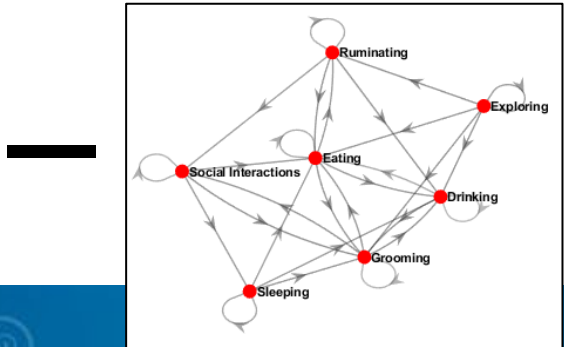 Ruminating
Exploring
Eating
Social Interactions
Drinking
Grooming
Sleeping